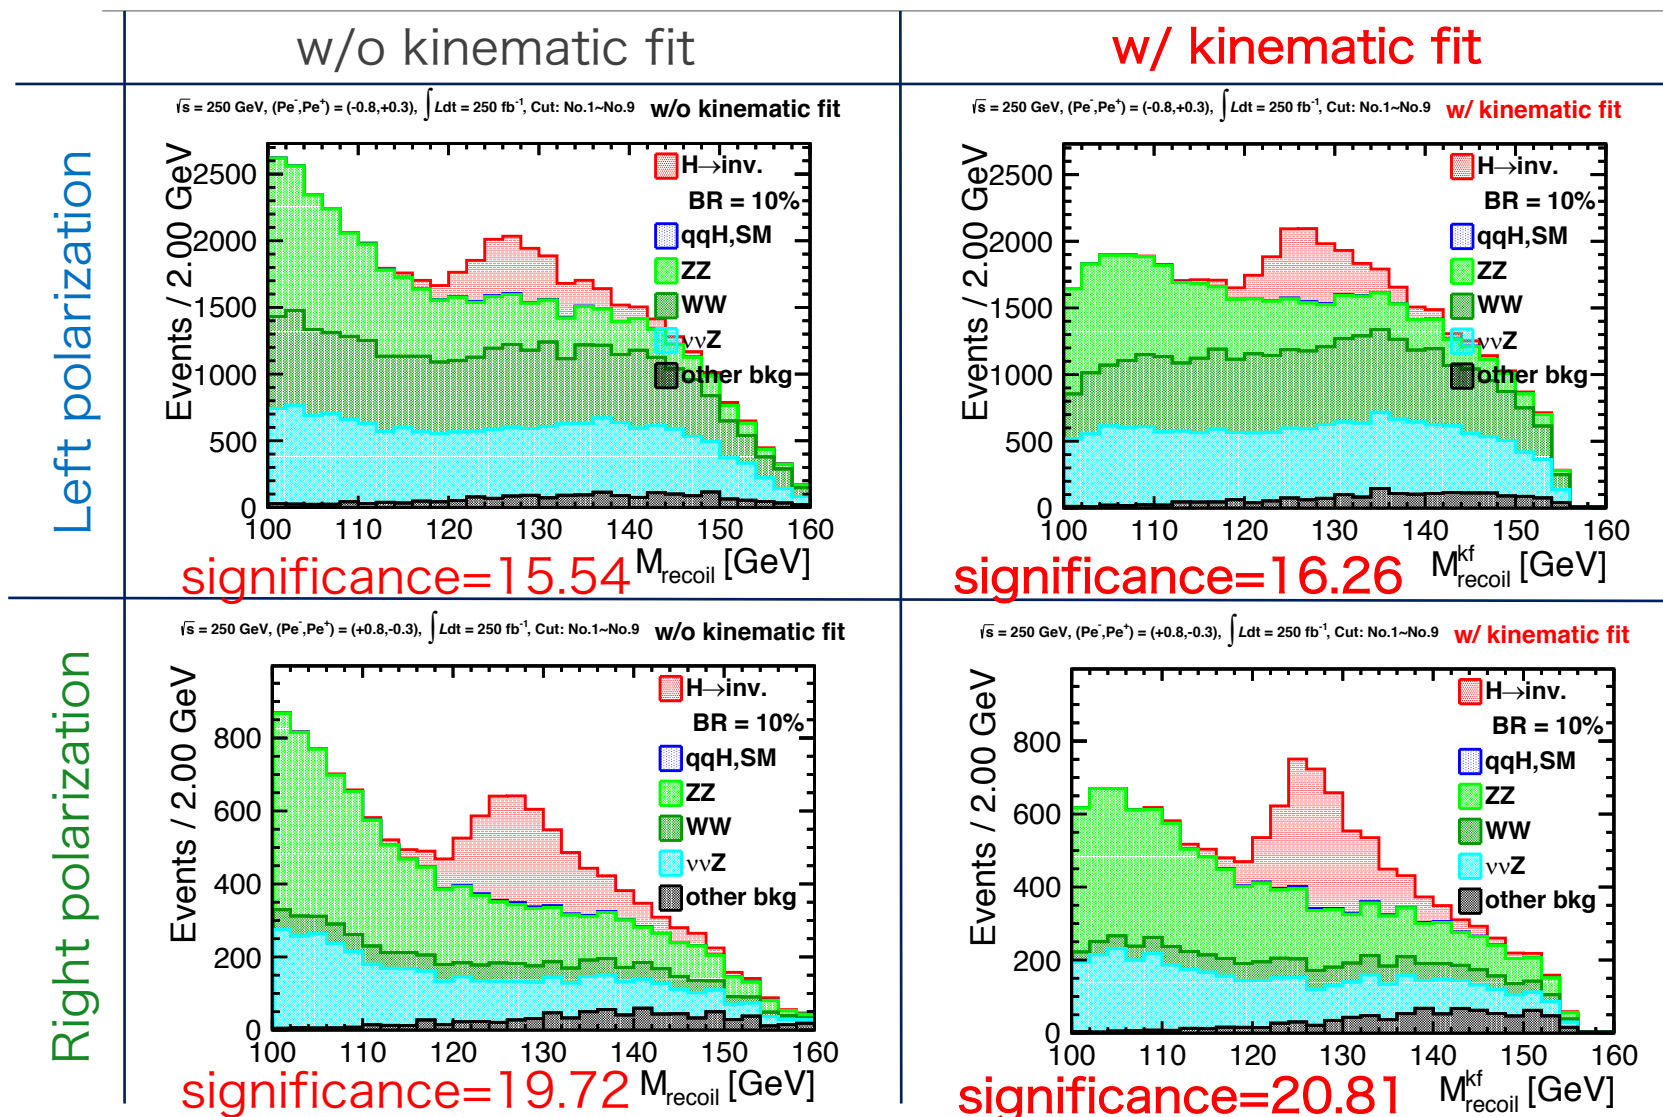 w/o kinematic fit
w/ kinematic fit
Left polarization
√s = 250 GeV, (Pe⁻,Pe⁺) = (-0.8,+0.3), ∫Ldt = 250 fb⁻¹, Cut: No.1~No.9 w/o kinematic fit
Events / 2.00 GeV
2500
2000
1500
1000
500
0
H→inv.
BR = 10%
qqH,SM
ZZ
WW
ννZ
other bkg
100 110 120 130 140 150 160
M_recoil [GeV]
significance=15.54
√s = 250 GeV, (Pe⁻,Pe⁺) = (-0.8,+0.3), ∫Ldt = 250 fb⁻¹, Cut: No.1~No.9 w/ kinematic fit
Events / 2.00 GeV
2500
2000
1500
1000
500
0
H→inv.
BR = 10%
qqH,SM
ZZ
WW
ννZ
other bkg
100 110 120 130 140 150 160
M^kf_recoil [GeV]
significance=16.26
Right polarization
√s = 250 GeV, (Pe⁻,Pe⁺) = (+0.8,-0.3), ∫Ldt = 250 fb⁻¹, Cut: No.1~No.9 w/o kinematic fit
Events / 2.00 GeV
800
600
400
200
0
H→inv.
BR = 10%
qqH,SM
ZZ
WW
ννZ
other bkg
100 110 120 130 140 150 160
M_recoil [GeV]
significance=19.72
√s = 250 GeV, (Pe⁻,Pe⁺) = (+0.8,-0.3), ∫Ldt = 250 fb⁻¹, Cut: No.1~No.9 w/ kinematic fit
Events / 2.00 GeV
800
600
400
200
0
H→inv.
BR = 10%
qqH,SM
ZZ
WW
ννZ
other bkg
100 110 120 130 140 150 160
M^kf_recoil [GeV]
significance=20.81